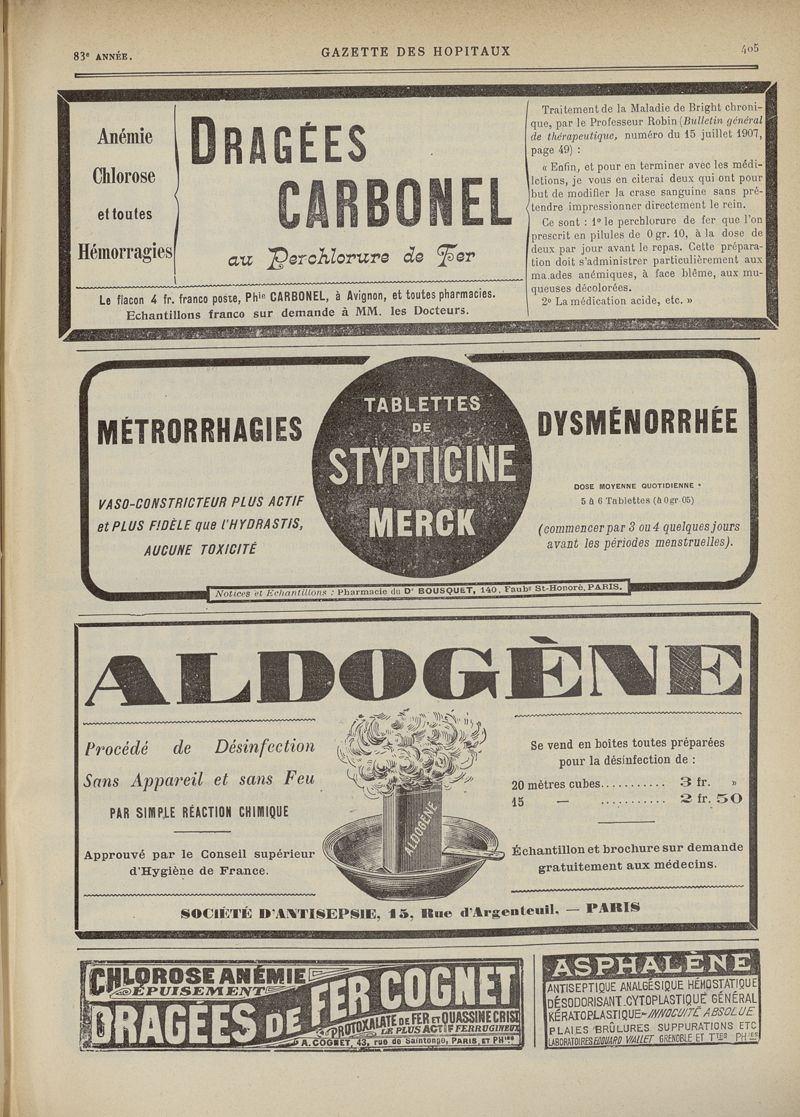 83e ANNÉE.
GAZETTE DES HOPITAUX
405
Anémie
Chlorose
et toutes
Hémorragies
DRAGÉES
CARBONEL
au Perchlorure de Fer
Le flacon 4 fr. franco poste, Phie CARBONEL, à Avignon, et toutes pharmacies.
Echantillons franco sur demande à MM. les Docteurs.
Traitement de la Maladie de Bright chroni-
que, par le Professeur Robin (Bulletin général
de thérapeutique, numéro du 15 juillet 1907,
page 49) :
« Enfin, et pour en terminer avec les médi-
cations, je vous en citerai deux qui ont pour
but de modifier la crase sanguine sans pré-
tendre impressionner directement le rein.
Ce sont : 1º le perchlorure de fer que l'on
prescrit en pilules de 0 gr. 10, à la dose de
deux par jour avant le repas. Cette prépara-
tion doit s'administrer particulièrement aux
ma.ades anémiques, à face blême, aux mu-
queuses décolorées.
2º La médication acide, etc. »
MÉTRORRHAGIES
VASO-CONSTRICTEUR PLUS ACTIF
et PLUS FIDÈLE que l'HYDRASTIS,
AUCUNE TOXICITÉ
TABLETTES
DE
STYPTICINE
MERCK
DYSMÉNORRHÉE
DOSE MOYENNE QUOTIDIENNE
5 à 6 Tablettes (à 0 gr. 05)
(commencer par 3 ou 4 quelques jours
avant les périodes menstruelles).
Notices et Echantillons : Pharmacie du Dr BOUSQUET, 140, Faubg St-Honoré, PARIS.
ALDOGÈNE
Procédé de Désinfection
Sans Appareil et sans Feu
PAR SIMPLE RÉACTION CHIMIQUE
Approuvé par le Conseil supérieur
d'Hygiène de France.
ALDOGÈNE
Se vend en boîtes toutes préparées
pour la désinfection de :
20 mètres cubes........... 3 fr. »
15 — ........... 2 fr. 50
Échantillon et brochure sur demande
gratuitement aux médecins.
SOCIÉTÉ D'ANTISEPSIE, 15, Rue d'Argenteuil. — PARIS
CHLOROSE ANÉMIE
ÉPUISEMENT
DRAGÉES DE FER COGNET
PROTOXALATE DE FER ET QUASSINE CRIST
LE PLUS ACTIF FERRUGINEUX
A. COGNET, 43, rue de Saintonge, PARIS, ET PHies
ASPHALÈNE
ANTISEPTIQUE ANALGÉSIQUE HÉMOSTATIQUE
DÉSODORISANT. CYTOPLASTIQUE GÉNÉRAL
KÉRATOPLASTIQUE - INNOCUITÉ ABSOLUE
PLAIES BRÛLURES SUPPURATIONS ETC
LABORATOIRES EDOUARD VIALLET GRENOBLE ET TTES PHIES